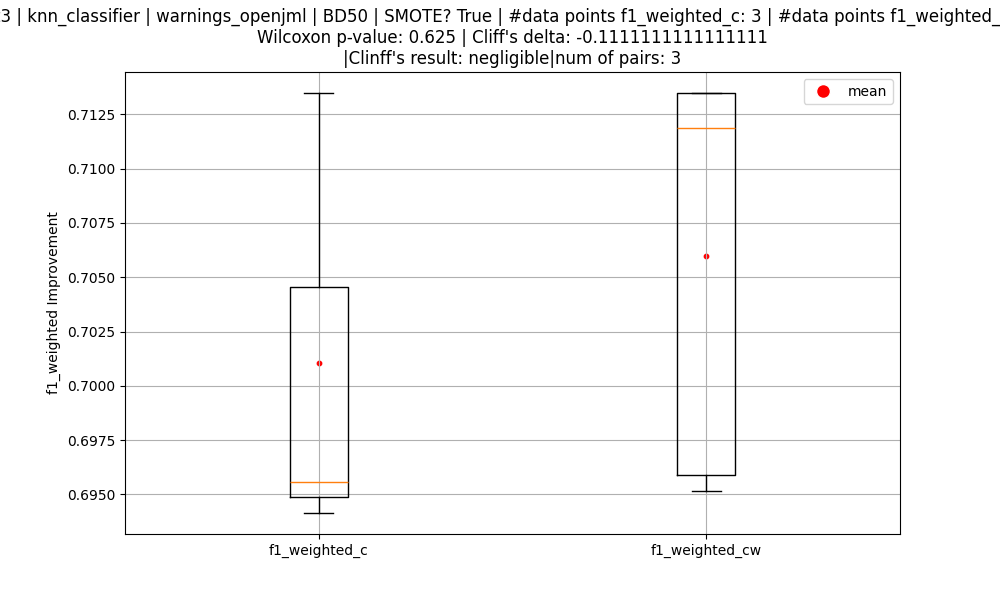 3 | knn_classifier | warnings_openjml | BD50 | SMOTE? True | #data points f1_weighted_c: 3 | #data points f1_weighted_
Wilcoxon p-value: 0.625 | Cliff's delta: -0.1111111111111111
|Clinff's result: negligible|num of pairs: 3
mean
0.7125
0.7100
0.7075
0.7050
0.7025
0.7000
0.6975
0.6950
f1_weighted Improvement
f1_weighted_c
f1_weighted_cw